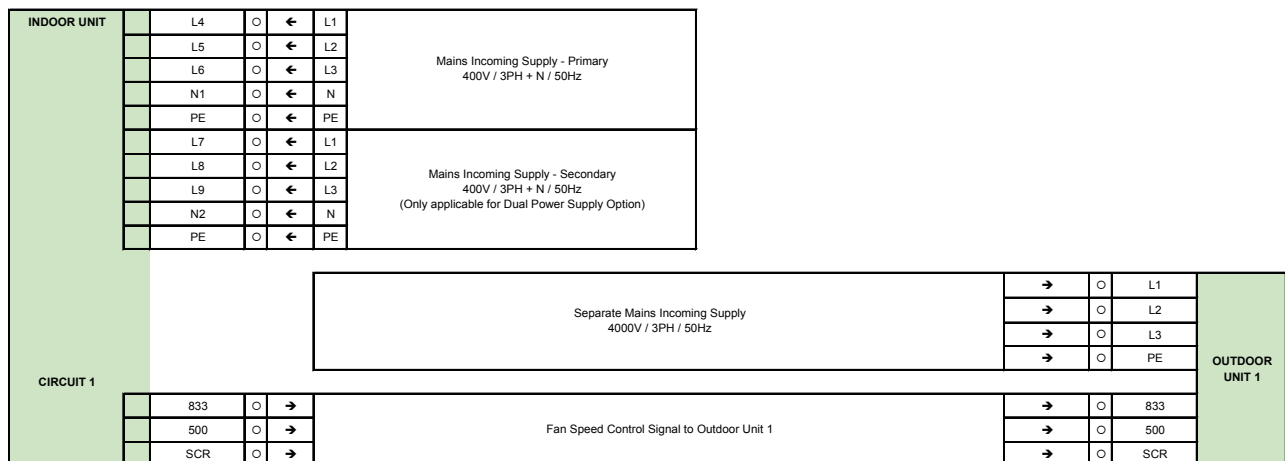 INDOOR UNIT L4 O ← L1
L5 O ← L2
Mains Incoming Supply - Primary
400V / 3PH + N / 50Hz
L6 O ← L3
N1 O ← N
PE O ← PE
L7 O ← L1
L8 O ← L2
Mains Incoming Supply - Secondary
400V / 3PH + N / 50Hz
(Only applicable for Dual Power Supply Option)
L9 O ← L3
N2 O ← N
PE O ← PE
→ O L1
Separate Mains Incoming Supply
4000V / 3PH / 50Hz
→ O L2
→ O L3
→ O PE
OUTDOOR
UNIT 1
CIRCUIT 1
833 O → → O 833
500 O → Fan Speed Control Signal to Outdoor Unit 1 → O 500
SCR O → → O SCR